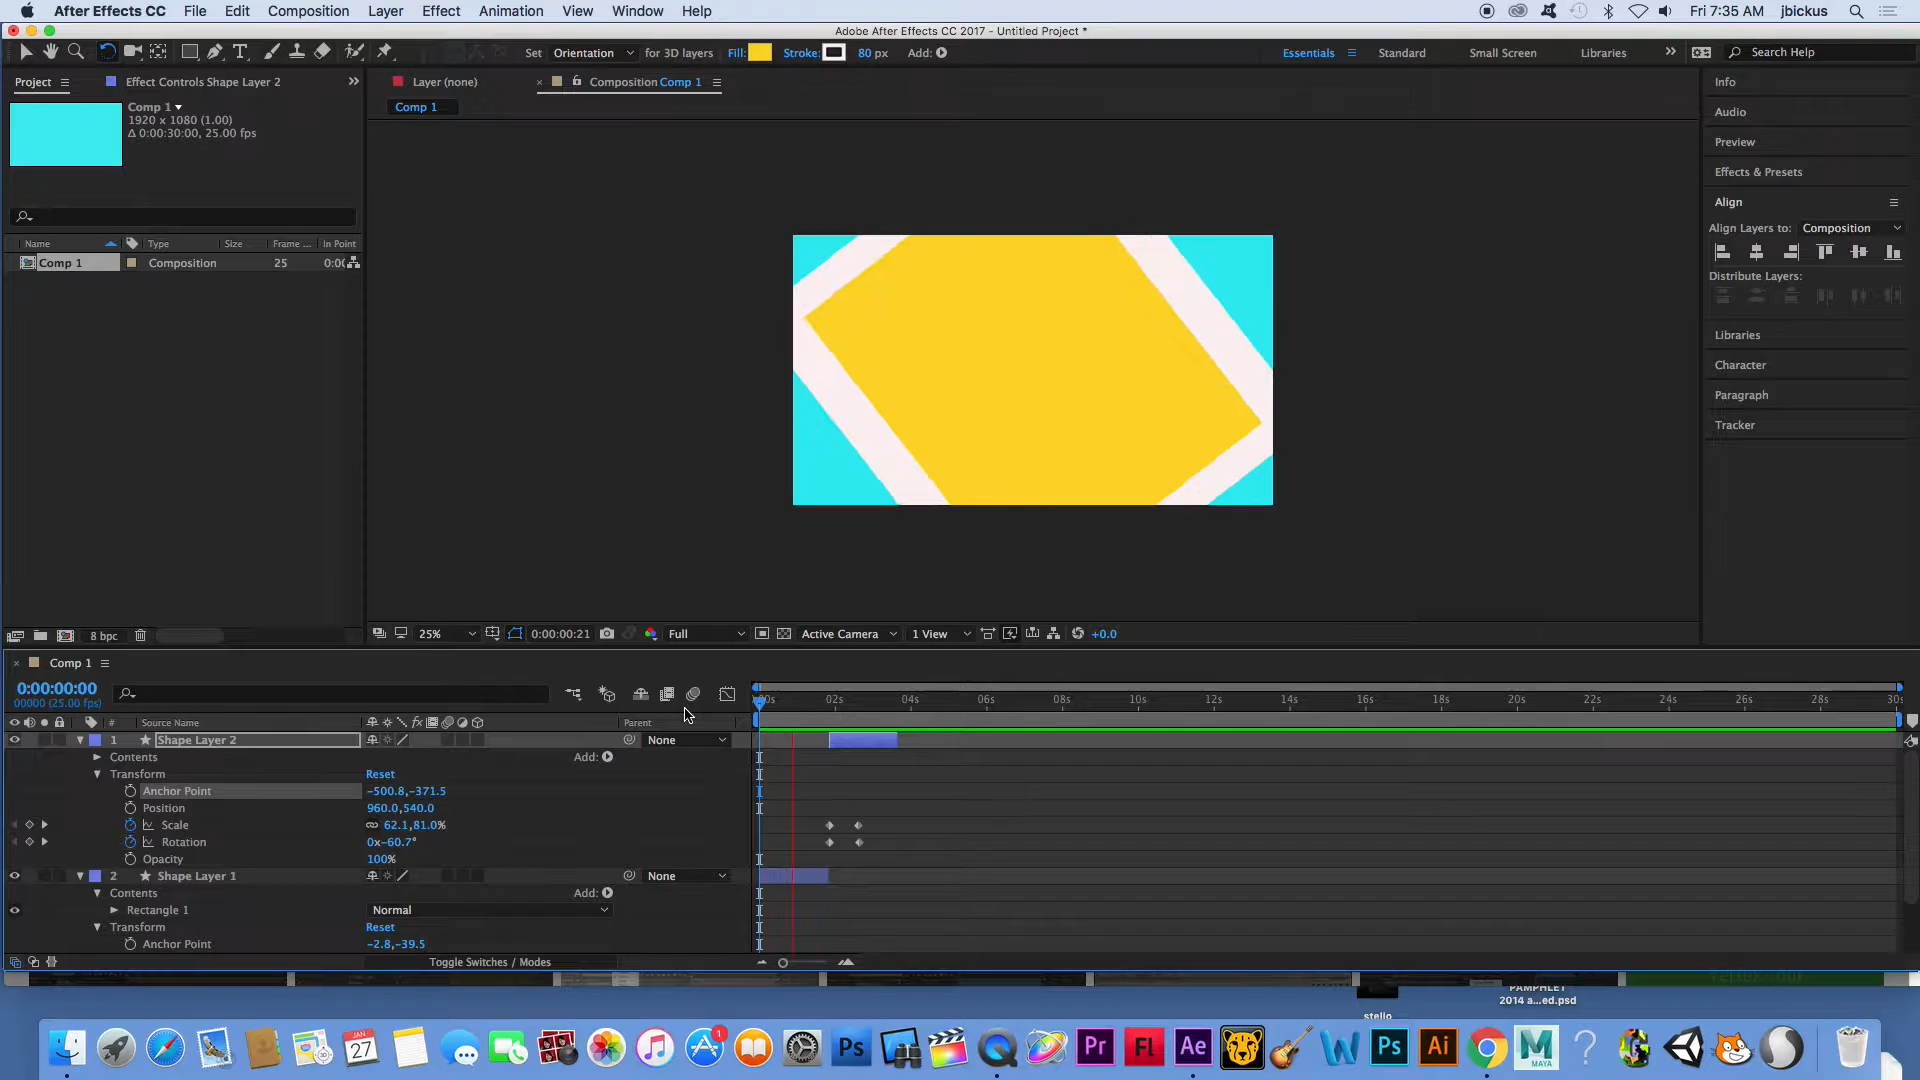 After Effects CC File Edit Composition Layer Effect Animation View Window Help Fri 7:35 AM jbickus
Adobe After Effects CC 2017 - Untitled Project *
Set Orientation for 3D layers Fill: Stroke: 80 px Add: Essentials Standard Small Screen Libraries Search Help
Project Effect Controls Shape Layer 2 Layer (none) Composition Comp 1 Info
Comp 1
1920 x 1080 (1.00)
Δ 0:00:30:00, 25.00 fps
Comp 1
Audio
Preview
Effects & Presets
Align
Align Layers to: Composition
Distribute Layers:
Libraries
Character
Paragraph
Tracker
Name Type Size Frame ... In Point
Comp 1 Composition 25 0:00
8 bpc
25% 0:00:00:21 Full Active Camera 1 View +0.0
Comp 1
0:00:00:00
00000 (25.00 fps)
# Source Name fx Parent
02s 04s 06s 08s 10s 12s 14s 16s 18s 20s 22s 24s 26s 28s 30s
1 Shape Layer 2 None
Contents Add:
Transform Reset
Anchor Point -500.8,-371.5
Position 960.0,540.0
Scale 62.1,81.0%
Rotation 0x-60.7°
Opacity 100%
2 Shape Layer 1 None
Contents Add:
Rectangle 1 Normal
Transform Reset
Anchor Point -2.8,-39.5
Toggle Switches / Modes
PAMPHLET
2014 a...ed.psd
stello
JAN
27
1
Ps Pr Fl Ae Ps Ai M
MAYA
?